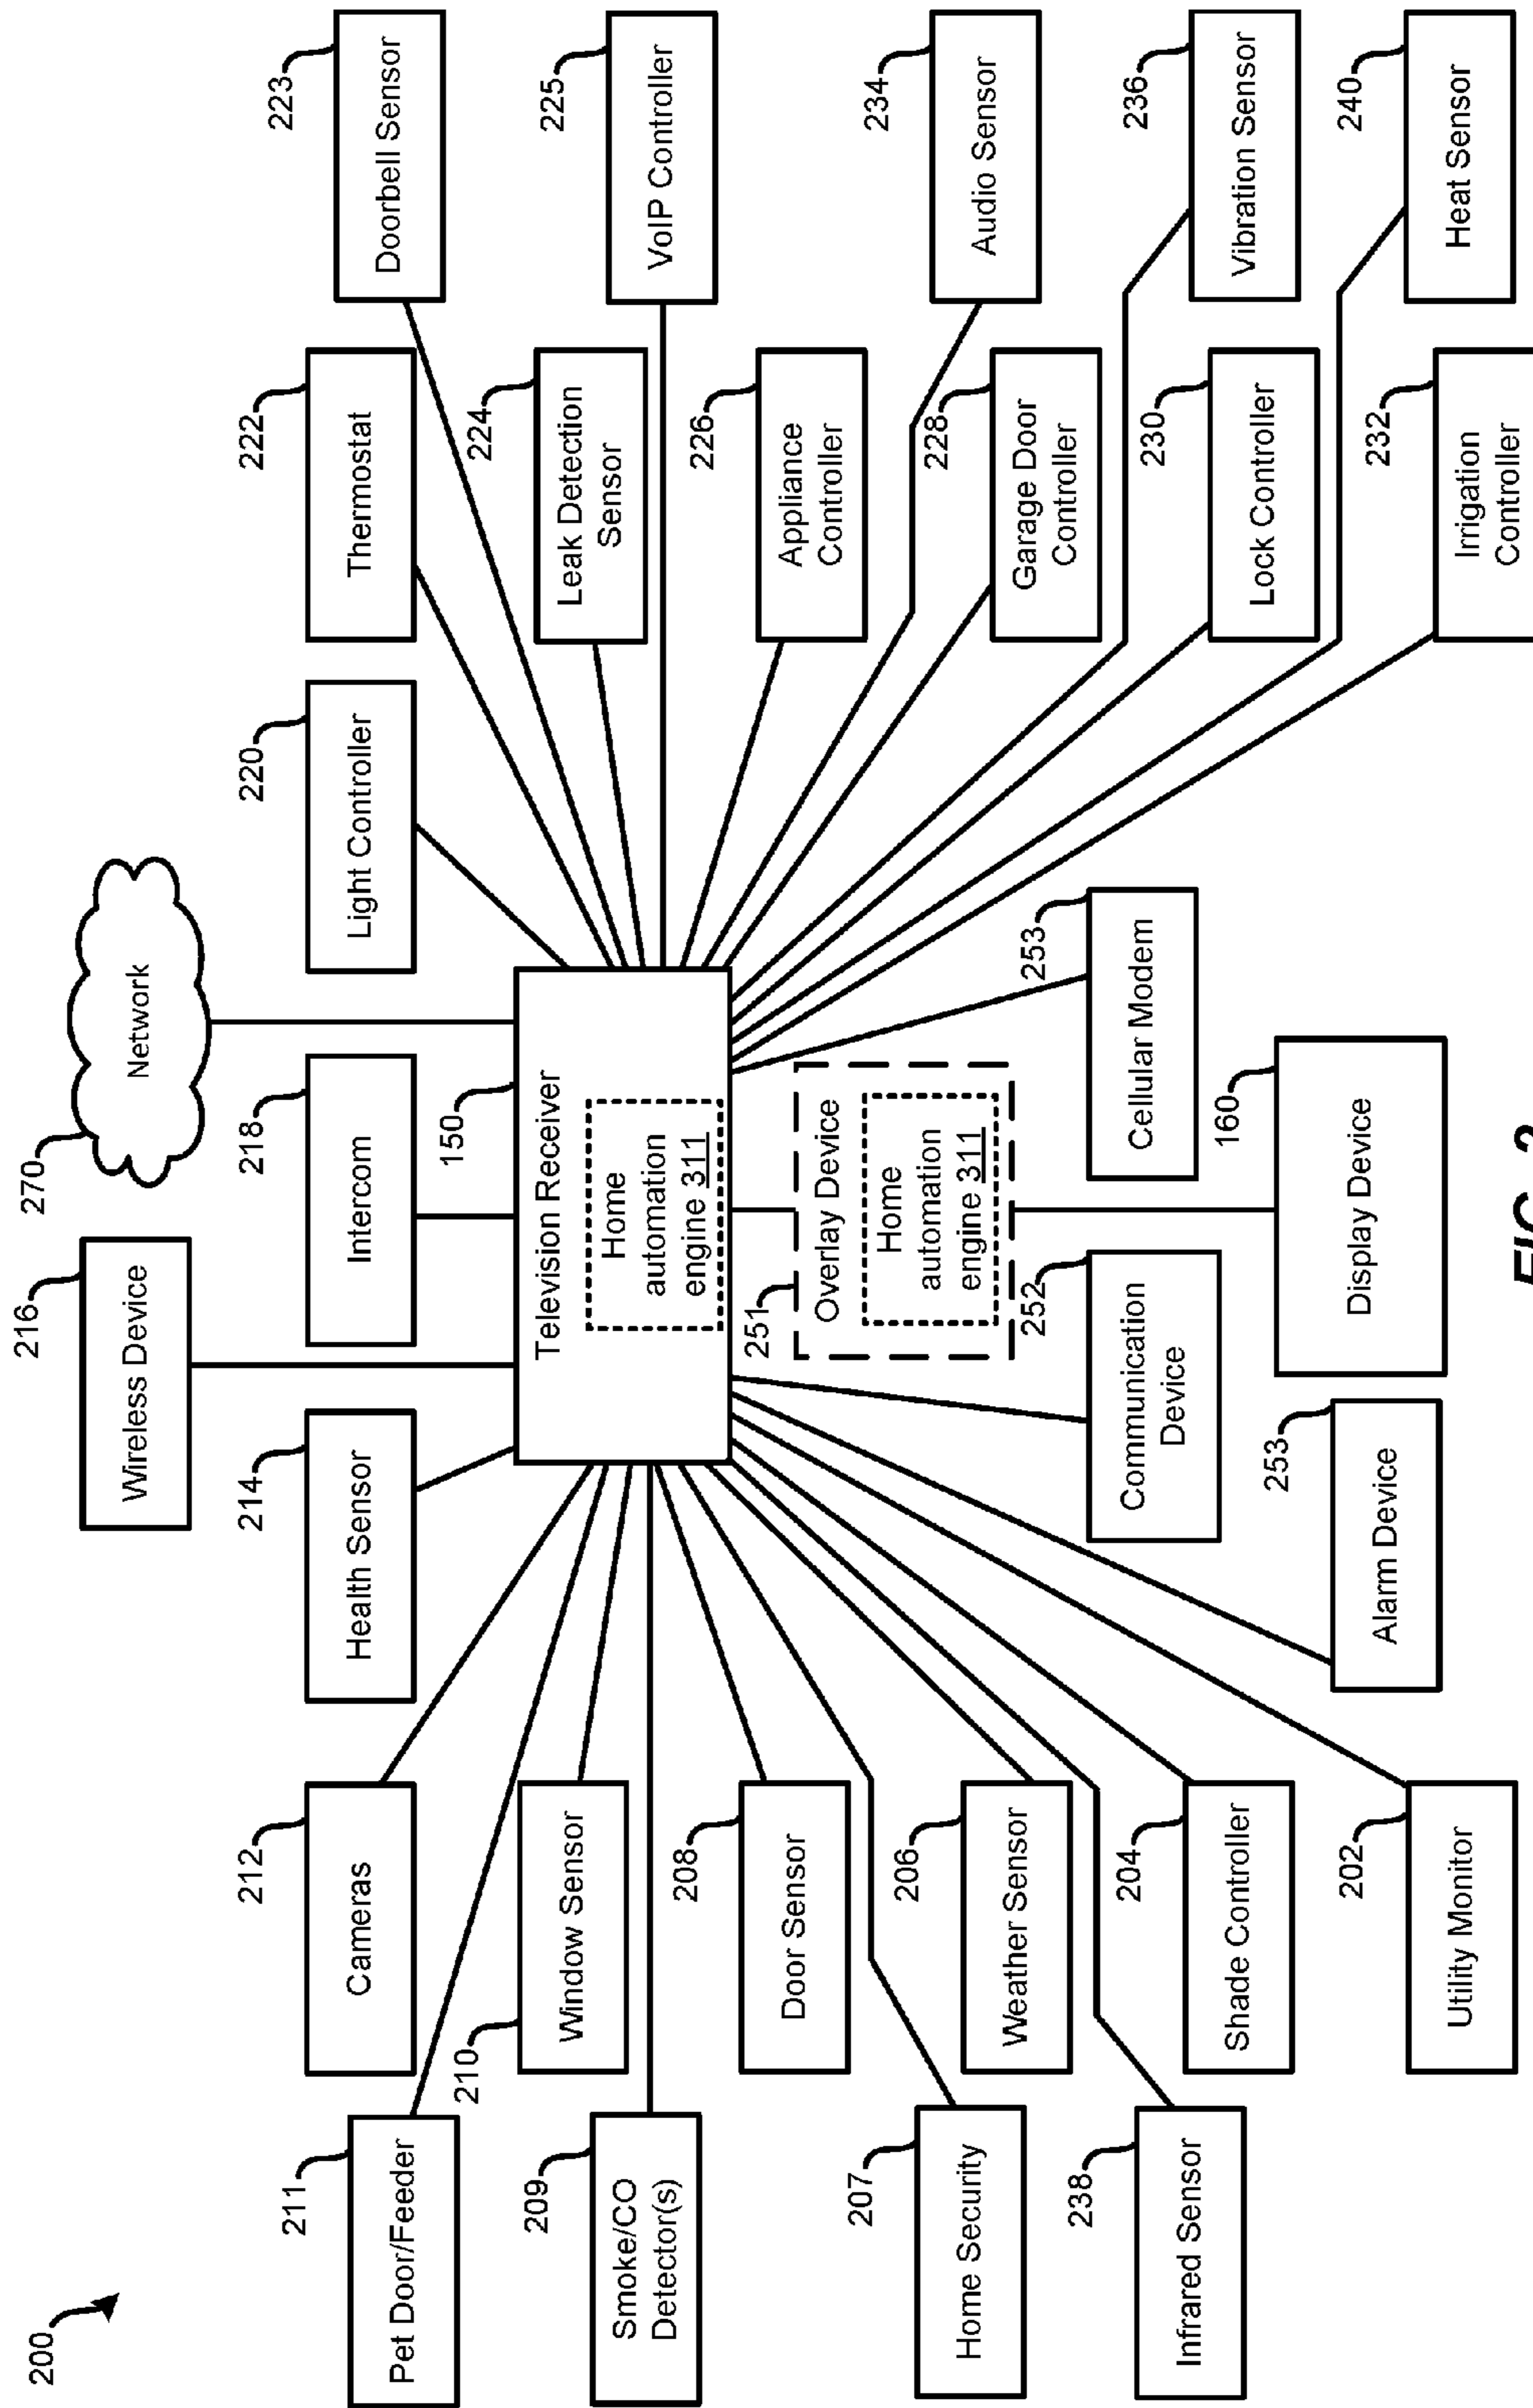 200
270
Network
216
Wireless Device
214
Health Sensor
218
Intercom
220
Light Controller
222
Thermostat
223
Doorbell Sensor
212
Cameras
211
Pet Door/Feeder
210
Window Sensor
209
Smoke/CO
Detector(s)
208
Door Sensor
207
Home Security
206
Weather Sensor
238
Infrared Sensor
204
Shade Controller
202
Utility Monitor
150
Television Receiver
Home
automation
engine 311
251
Overlay Device
Home
automation
engine 311
252
Communication
Device
253
Cellular Modem
253
Alarm Device
160
Display Device
224
Leak Detection
Sensor
225
VoIP Controller
226
Appliance
Controller
234
Audio Sensor
228
Garage Door
Controller
236
Vibration Sensor
230
Lock Controller
240
Heat Sensor
232
Irrigation
Controller
FIG. 2